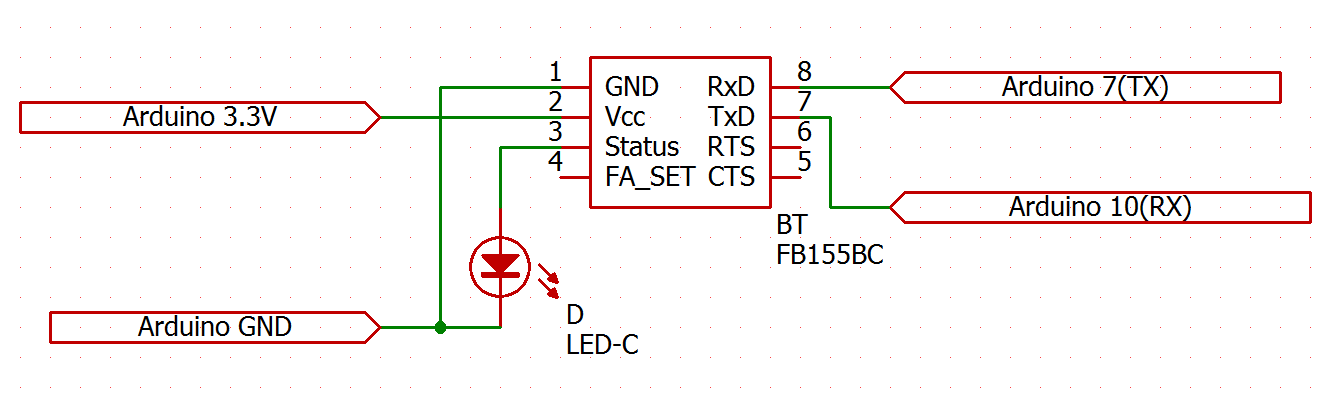 1 GND RxD 8
Arduino 3.3V 2 Vcc TxD 7 Arduino 7(TX)
3 Status RTS 6
4 FA_SET CTS 5
Arduino 10(RX)
BT
FB155BC
Arduino GND
D
LED-C